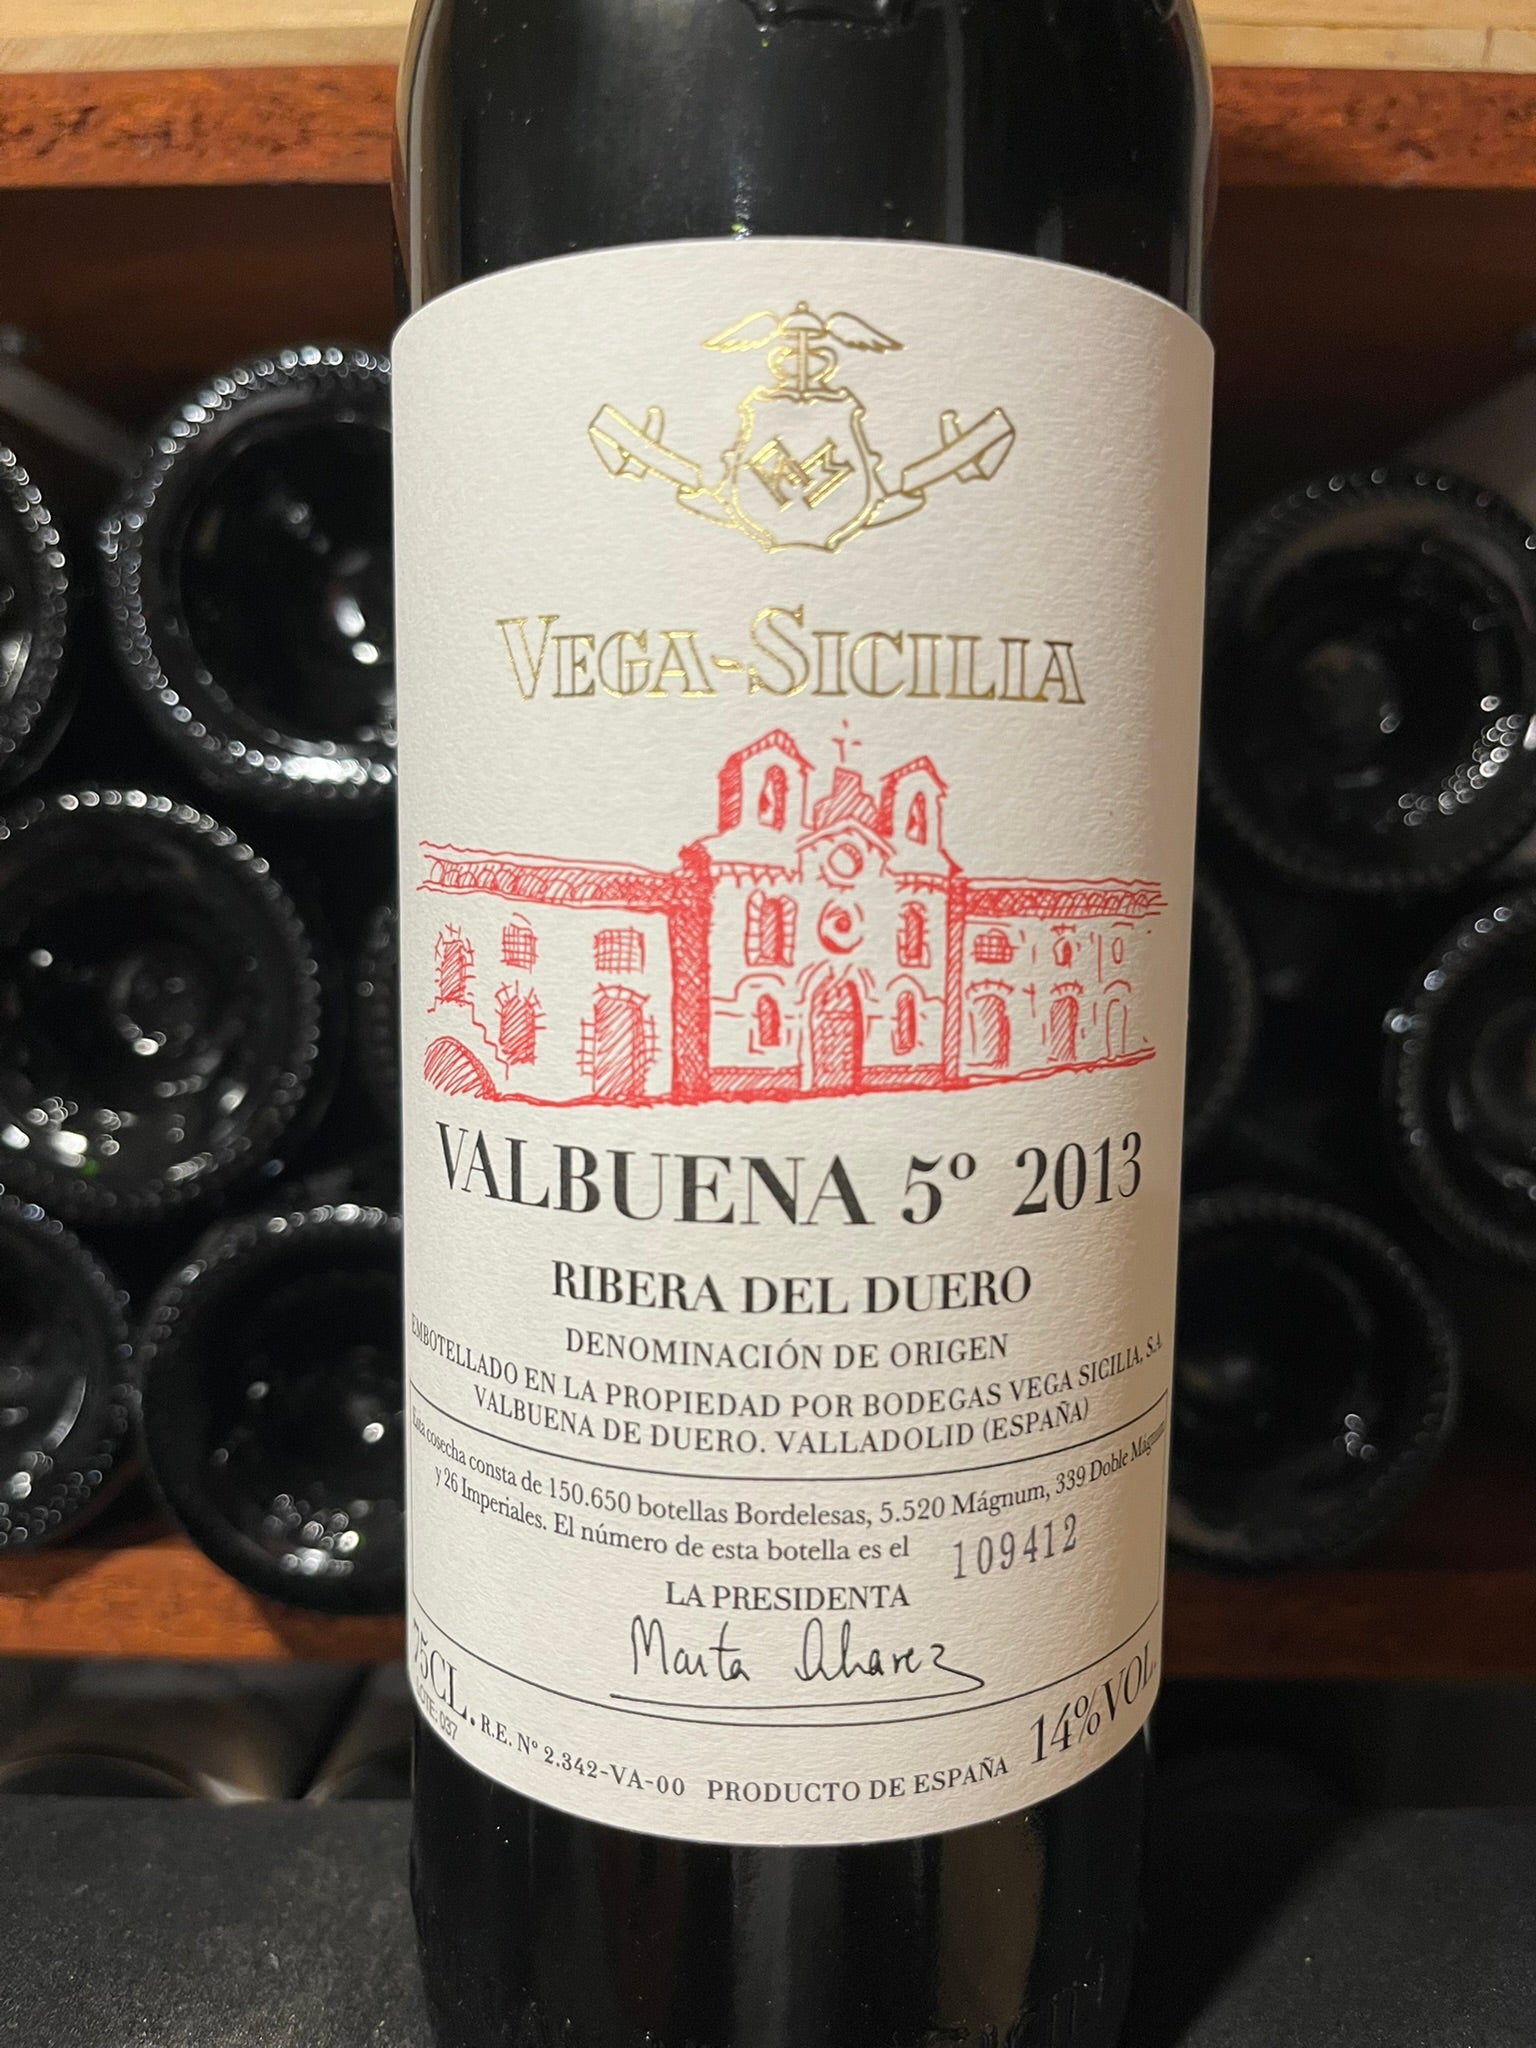 VEGA-SICILIA
VALBUENA 5º 2013
RIBERA DEL DUERO
DENOMINACIÓN DE ORIGEN
EMBOTELLADO EN LA PROPIEDAD POR BODEGAS VEGA SICILIA, S.A.
VALBUENA DE DUERO. VALLADOLID (ESPAÑA)
Esta cosecha consta de 150.650 botellas Bordelesas, 5.520 Mágnum, 339 Doble Mágnum
y 26 Imperiales. El número de esta botella es el 109412
LA PRESIDENTA
Marta Alvarez
75CL. R.E. Nº 2.342-VA-00 PRODUCTO DE ESPAÑA 14%VOL.
LOTE: 037